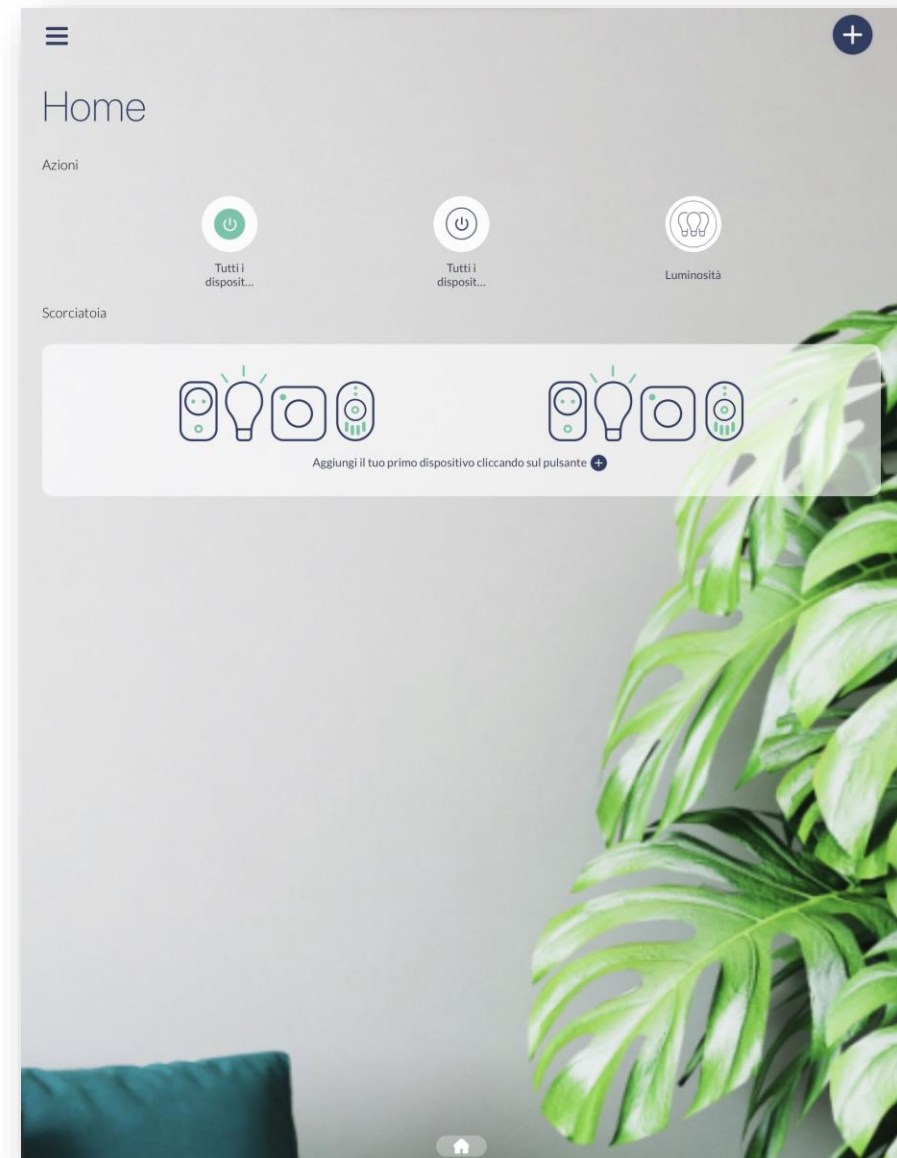 Home
Azioni
Tutti i
disposit...
Tutti i
disposit...
Luminosità
Scorciatoia
Aggiungi il tuo primo dispositivo cliccando sul pulsante